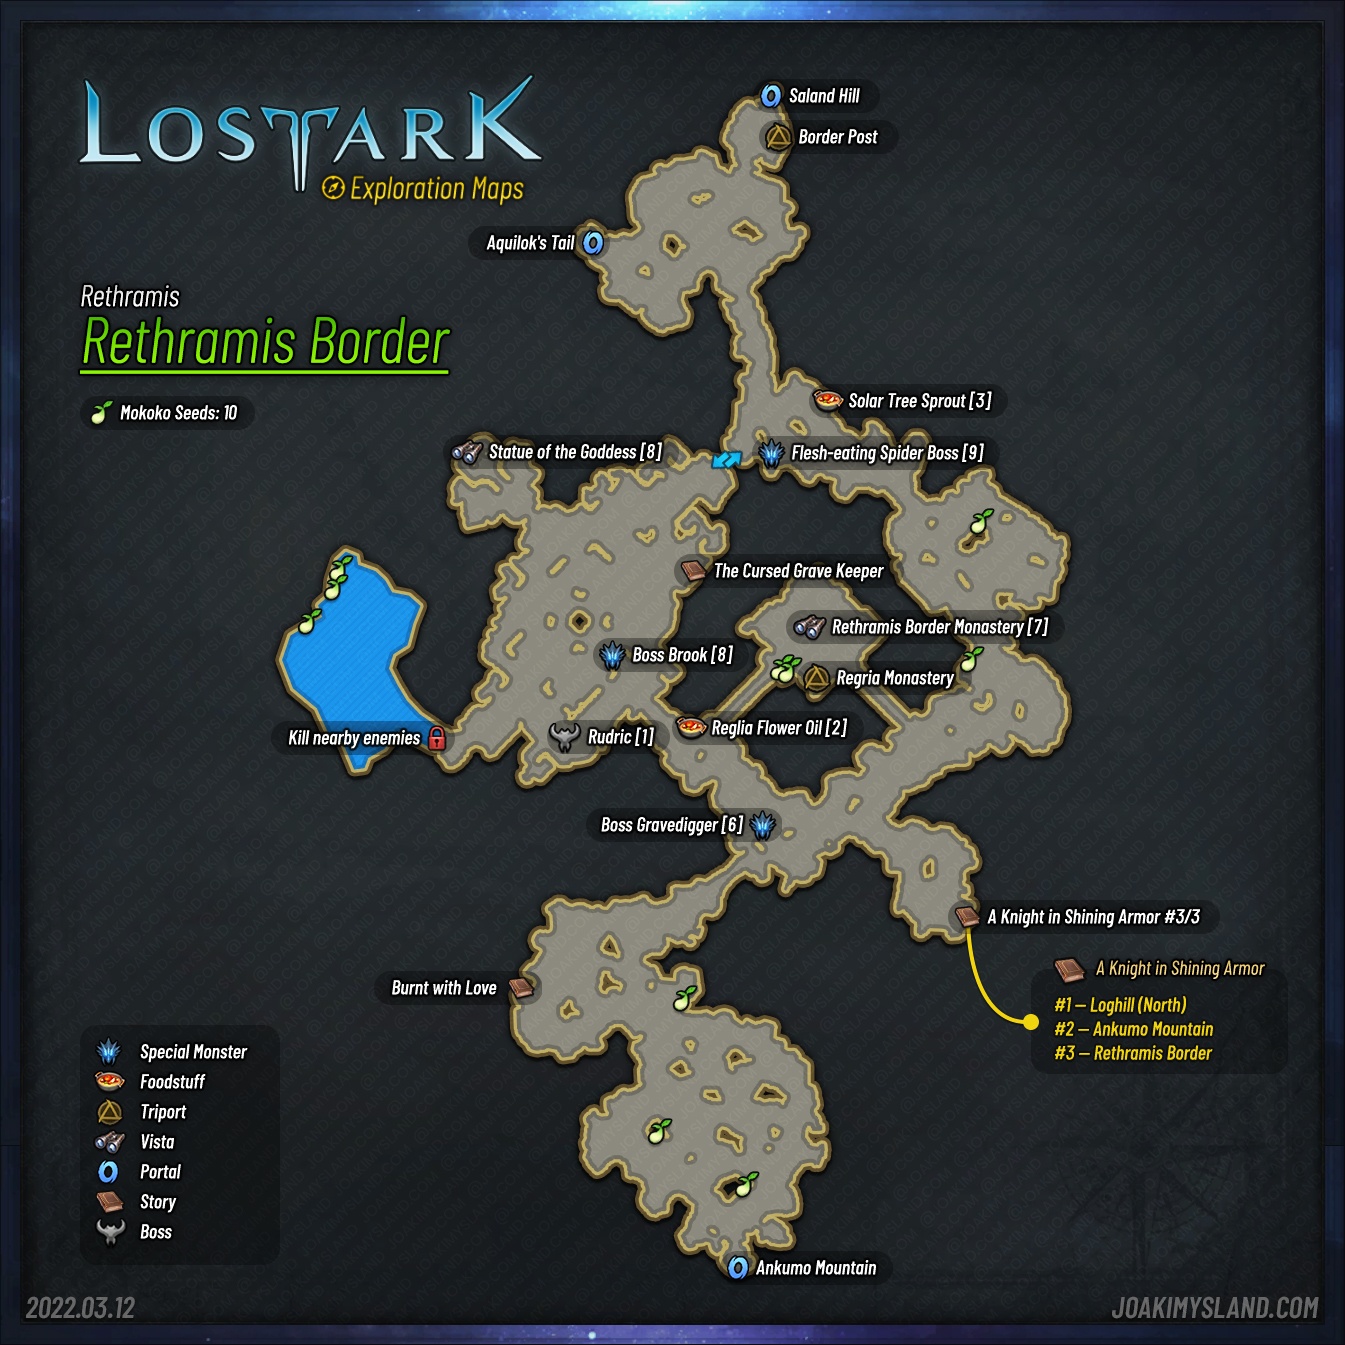 LOSTARK
Exploration Maps
Saland Hill
Border Post
Aquilok's Tail
Rethramis
Rethramis Border
Mokoko Seeds: 10
Solar Tree Sprout [3]
Statue of the Goddess [8]
Flesh-eating Spider Boss [9]
The Cursed Grave Keeper
Rethramis Border Monastery [7]
Boss Brook [8]
Regria Monastery
Reglia Flower Oil [2]
Kill nearby enemies
Rudric [1]
Boss Gravedigger [6]
A Knight in Shining Armor #3/3
A Knight in Shining Armor
#1 – Loghill (North)
#2 – Ankumo Mountain
#3 – Rethramis Border
Burnt with Love
Special Monster
Foodstuff
Triport
Vista
Portal
Story
Boss
Ankumo Mountain
2022.03.12
JOAKIMYSLAND.COM